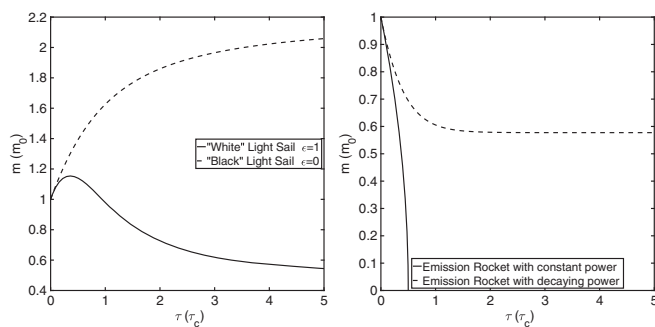 2.2
2
1.8
1.6
1.4
1.2
1
0.8
0.6
0.4
m (m0)
"White" Light Sail ϵ=1
"Black" Light Sail ϵ=0
0 1 2 3 4 5
τ (τc)
1
0.9
0.8
0.7
0.6
0.5
0.4
0.3
0.2
0.1
0
m (m0)
Emission Rocket with constant power
Emission Rocket with decaying power
0 1 2 3 4 5
τ (τc)